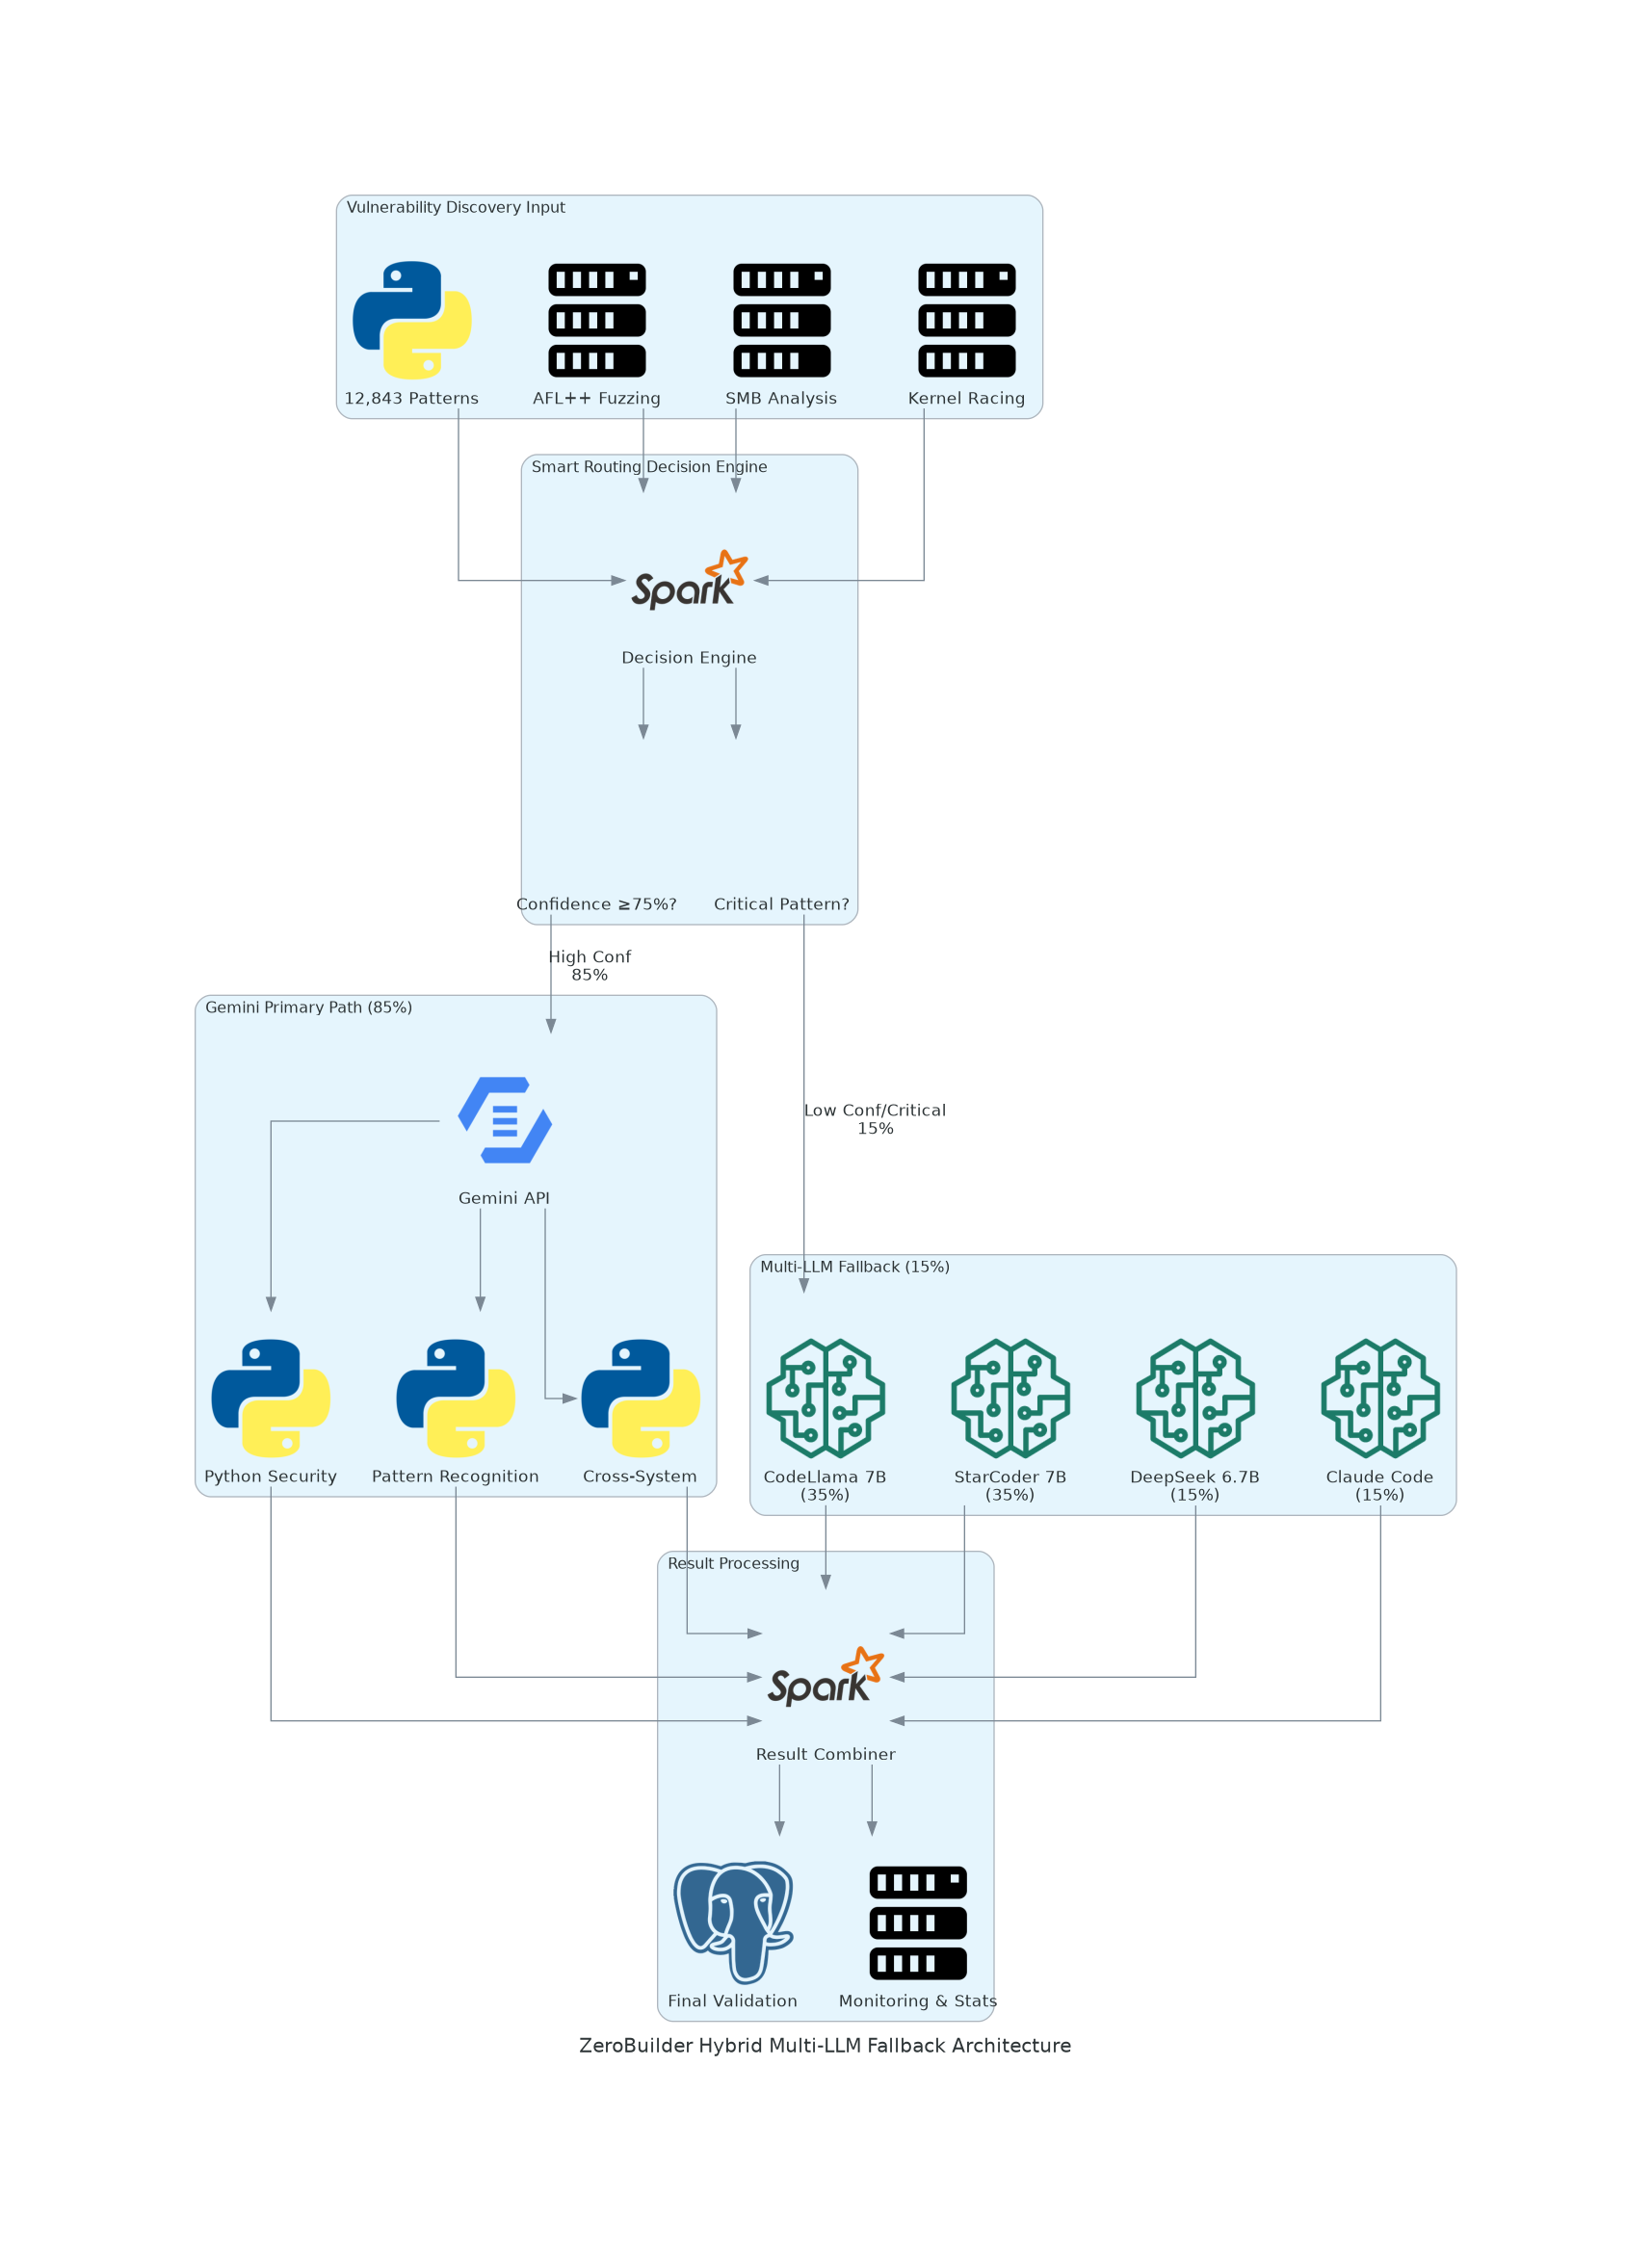 Vulnerability Discovery Input
12,843 Patterns
AFL++ Fuzzing
SMB Analysis
Kernel Racing
Smart Routing Decision Engine
Spark
Decision Engine
Confidence ≥75%?
Critical Pattern?
High Conf
85%
Gemini Primary Path (85%)
Low Conf/Critical
15%
Gemini API
Multi-LLM Fallback (15%)
Python Security
Pattern Recognition
Cross-System
CodeLlama 7B
(35%)
StarCoder 7B
(35%)
DeepSeek 6.7B
(15%)
Claude Code
(15%)
Result Processing
Spark
Result Combiner
Final Validation
Monitoring & Stats
ZeroBuilder Hybrid Multi-LLM Fallback Architecture